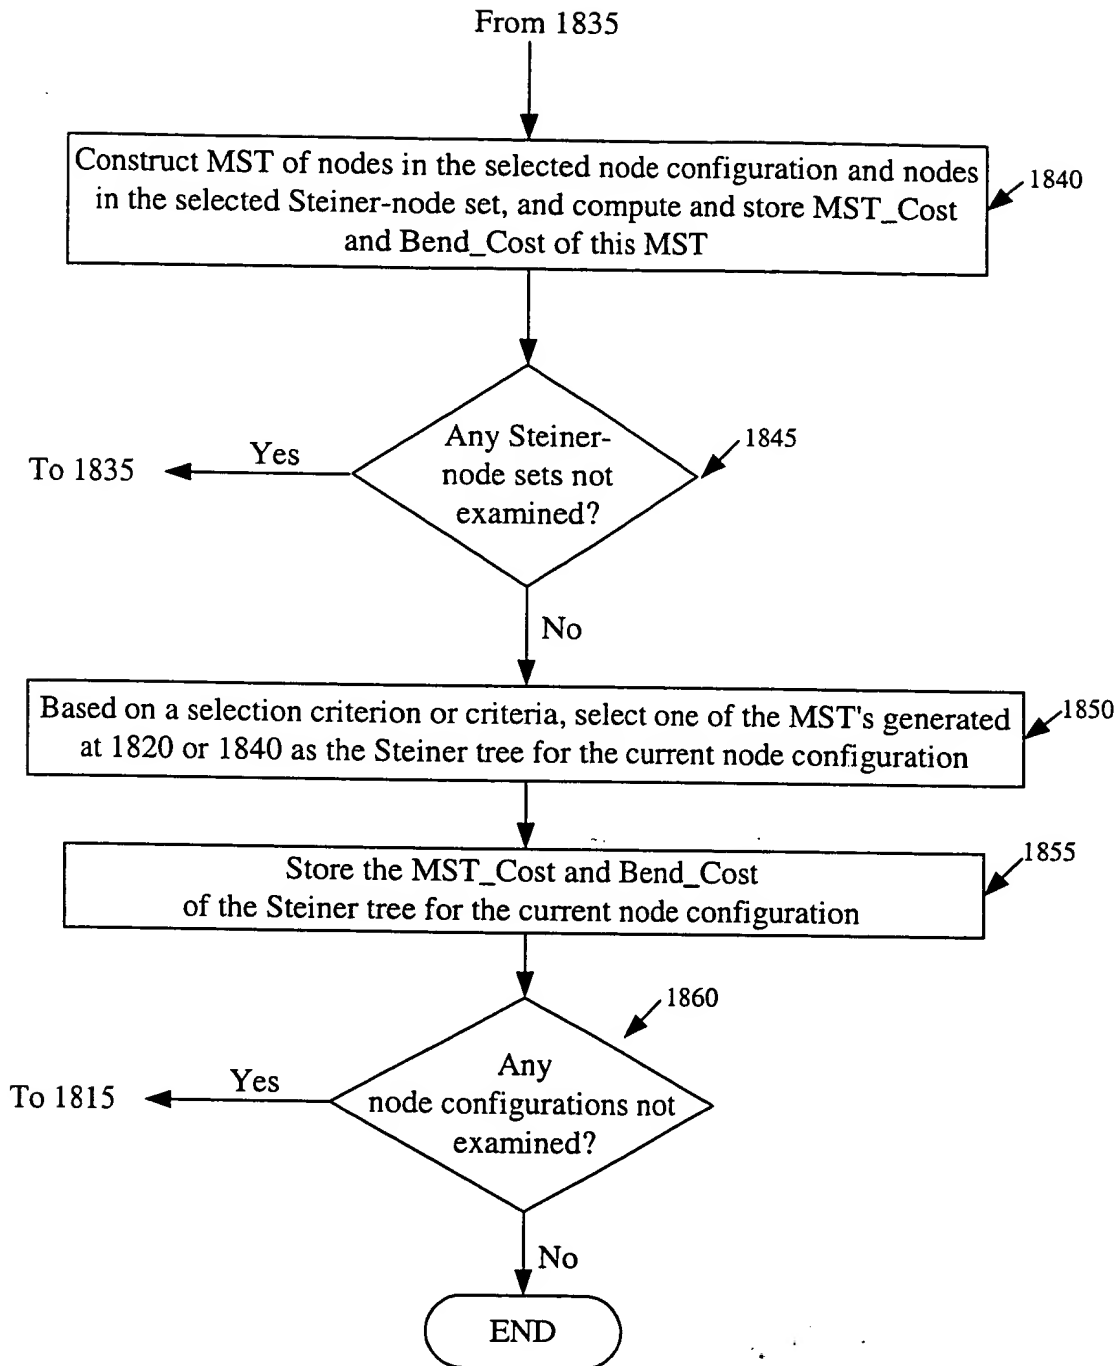 From 1835
Construct MST of nodes in the selected node configuration and nodes
in the selected Steiner-node set, and compute and store MST_Cost
and Bend_Cost of this MST
1840
Any Steiner-
node sets not
examined?
1845
Yes
To 1835
No
Based on a selection criterion or criteria, select one of the MST's generated
at 1820 or 1840 as the Steiner tree for the current node configuration
1850
Store the MST_Cost and Bend_Cost
of the Steiner tree for the current node configuration
1855
1860
Any
node configurations not
examined?
Yes
To 1815
No
END